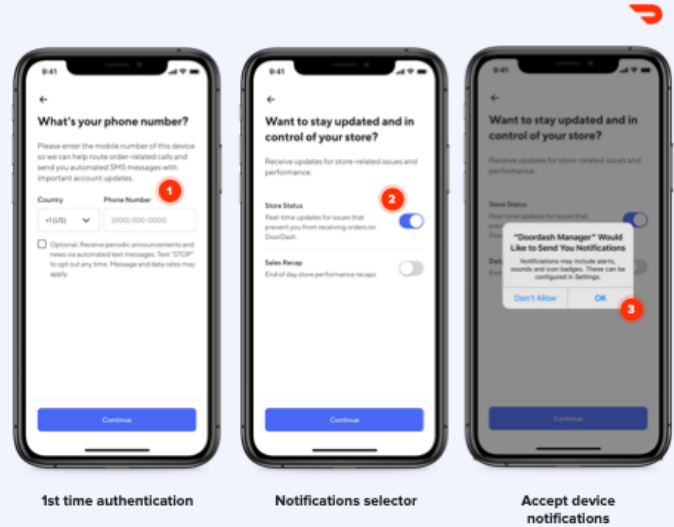 9:41
What's your phone number?
Please enter the mobile number of this device
so we can help route order-related calls and
send you automated SMS messages with
important account updates.
1
Country Phone Number
+1 (US) (000) 000-0000
Optional: Receive periodic announcements and
news via automated text messages. Text "STOP"
to opt out any time. Message and data rates may
apply.
Continue
1st time authentication
9:41
Want to stay updated and in
control of your store?
Receive updates for store-related issues and
performance.
2
Store Status
Real-time updates for issues that
prevent you from receiving orders on
DoorDash
Sales Recap
End of day store performance recaps
Continue
Notifications selector
9:41
Want to stay updated and in
control of your store?
Receive updates for store-related issues and
performance.
Store Status
Real-time updates for issues that
"Doordash Manager" Would
Like to Send You Notifications
Notifications may include alerts,
sounds and icon badges. These can be
configured in Settings.
Don't Allow OK
3
End of
Continue
Accept device
notifications